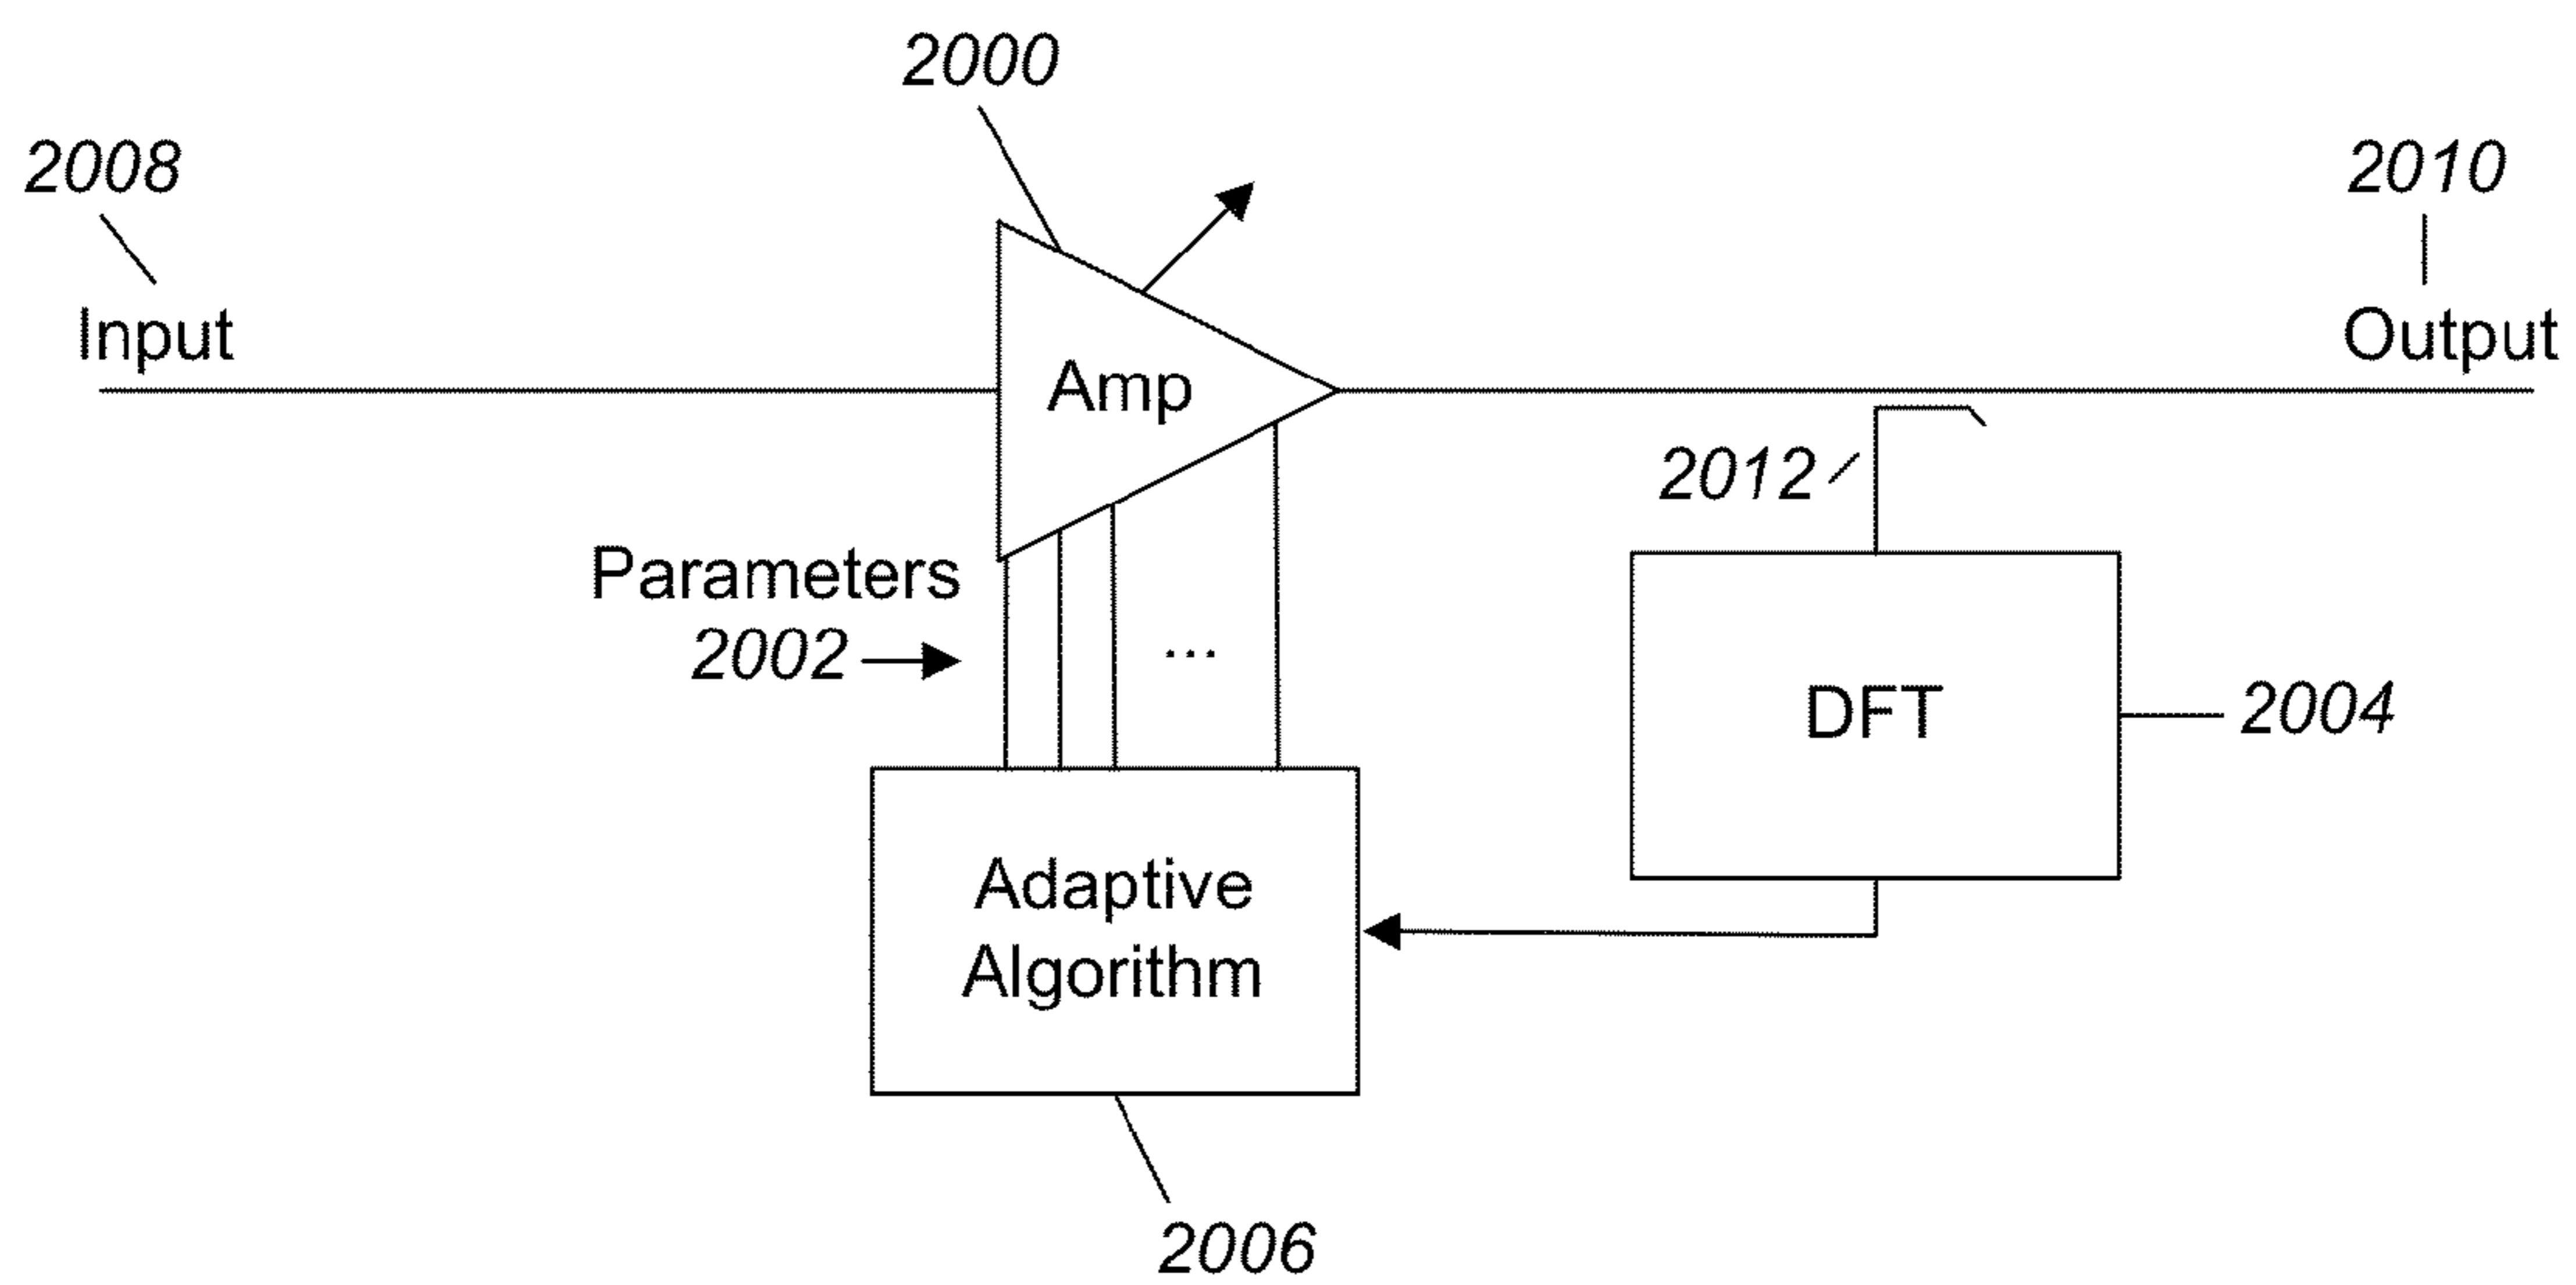 2000
2008
2010
Input
Output
Amp
2012
Parameters
2002
...
DFT
2004
Adaptive
Algorithm
2006